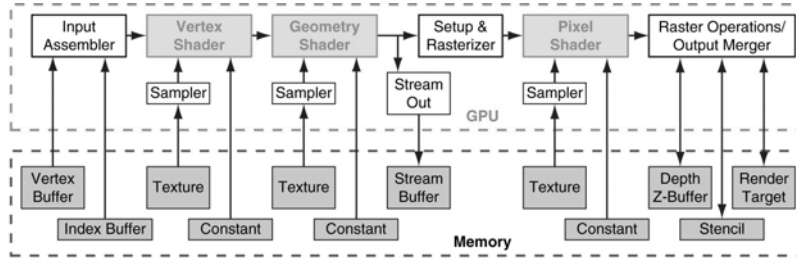 Input
Assembler
Vertex
Shader
Geometry
Shader
Setup &
Rasterizer
Pixel
Shader
Raster Operations/
Output Merger
Sampler
Sampler
Stream
Out
Sampler
GPU
Vertex
Buffer
Texture
Texture
Stream
Buffer
Texture
Depth
Z-Buffer
Render
Target
Index Buffer
Constant
Constant
Constant
Stencil
Memory